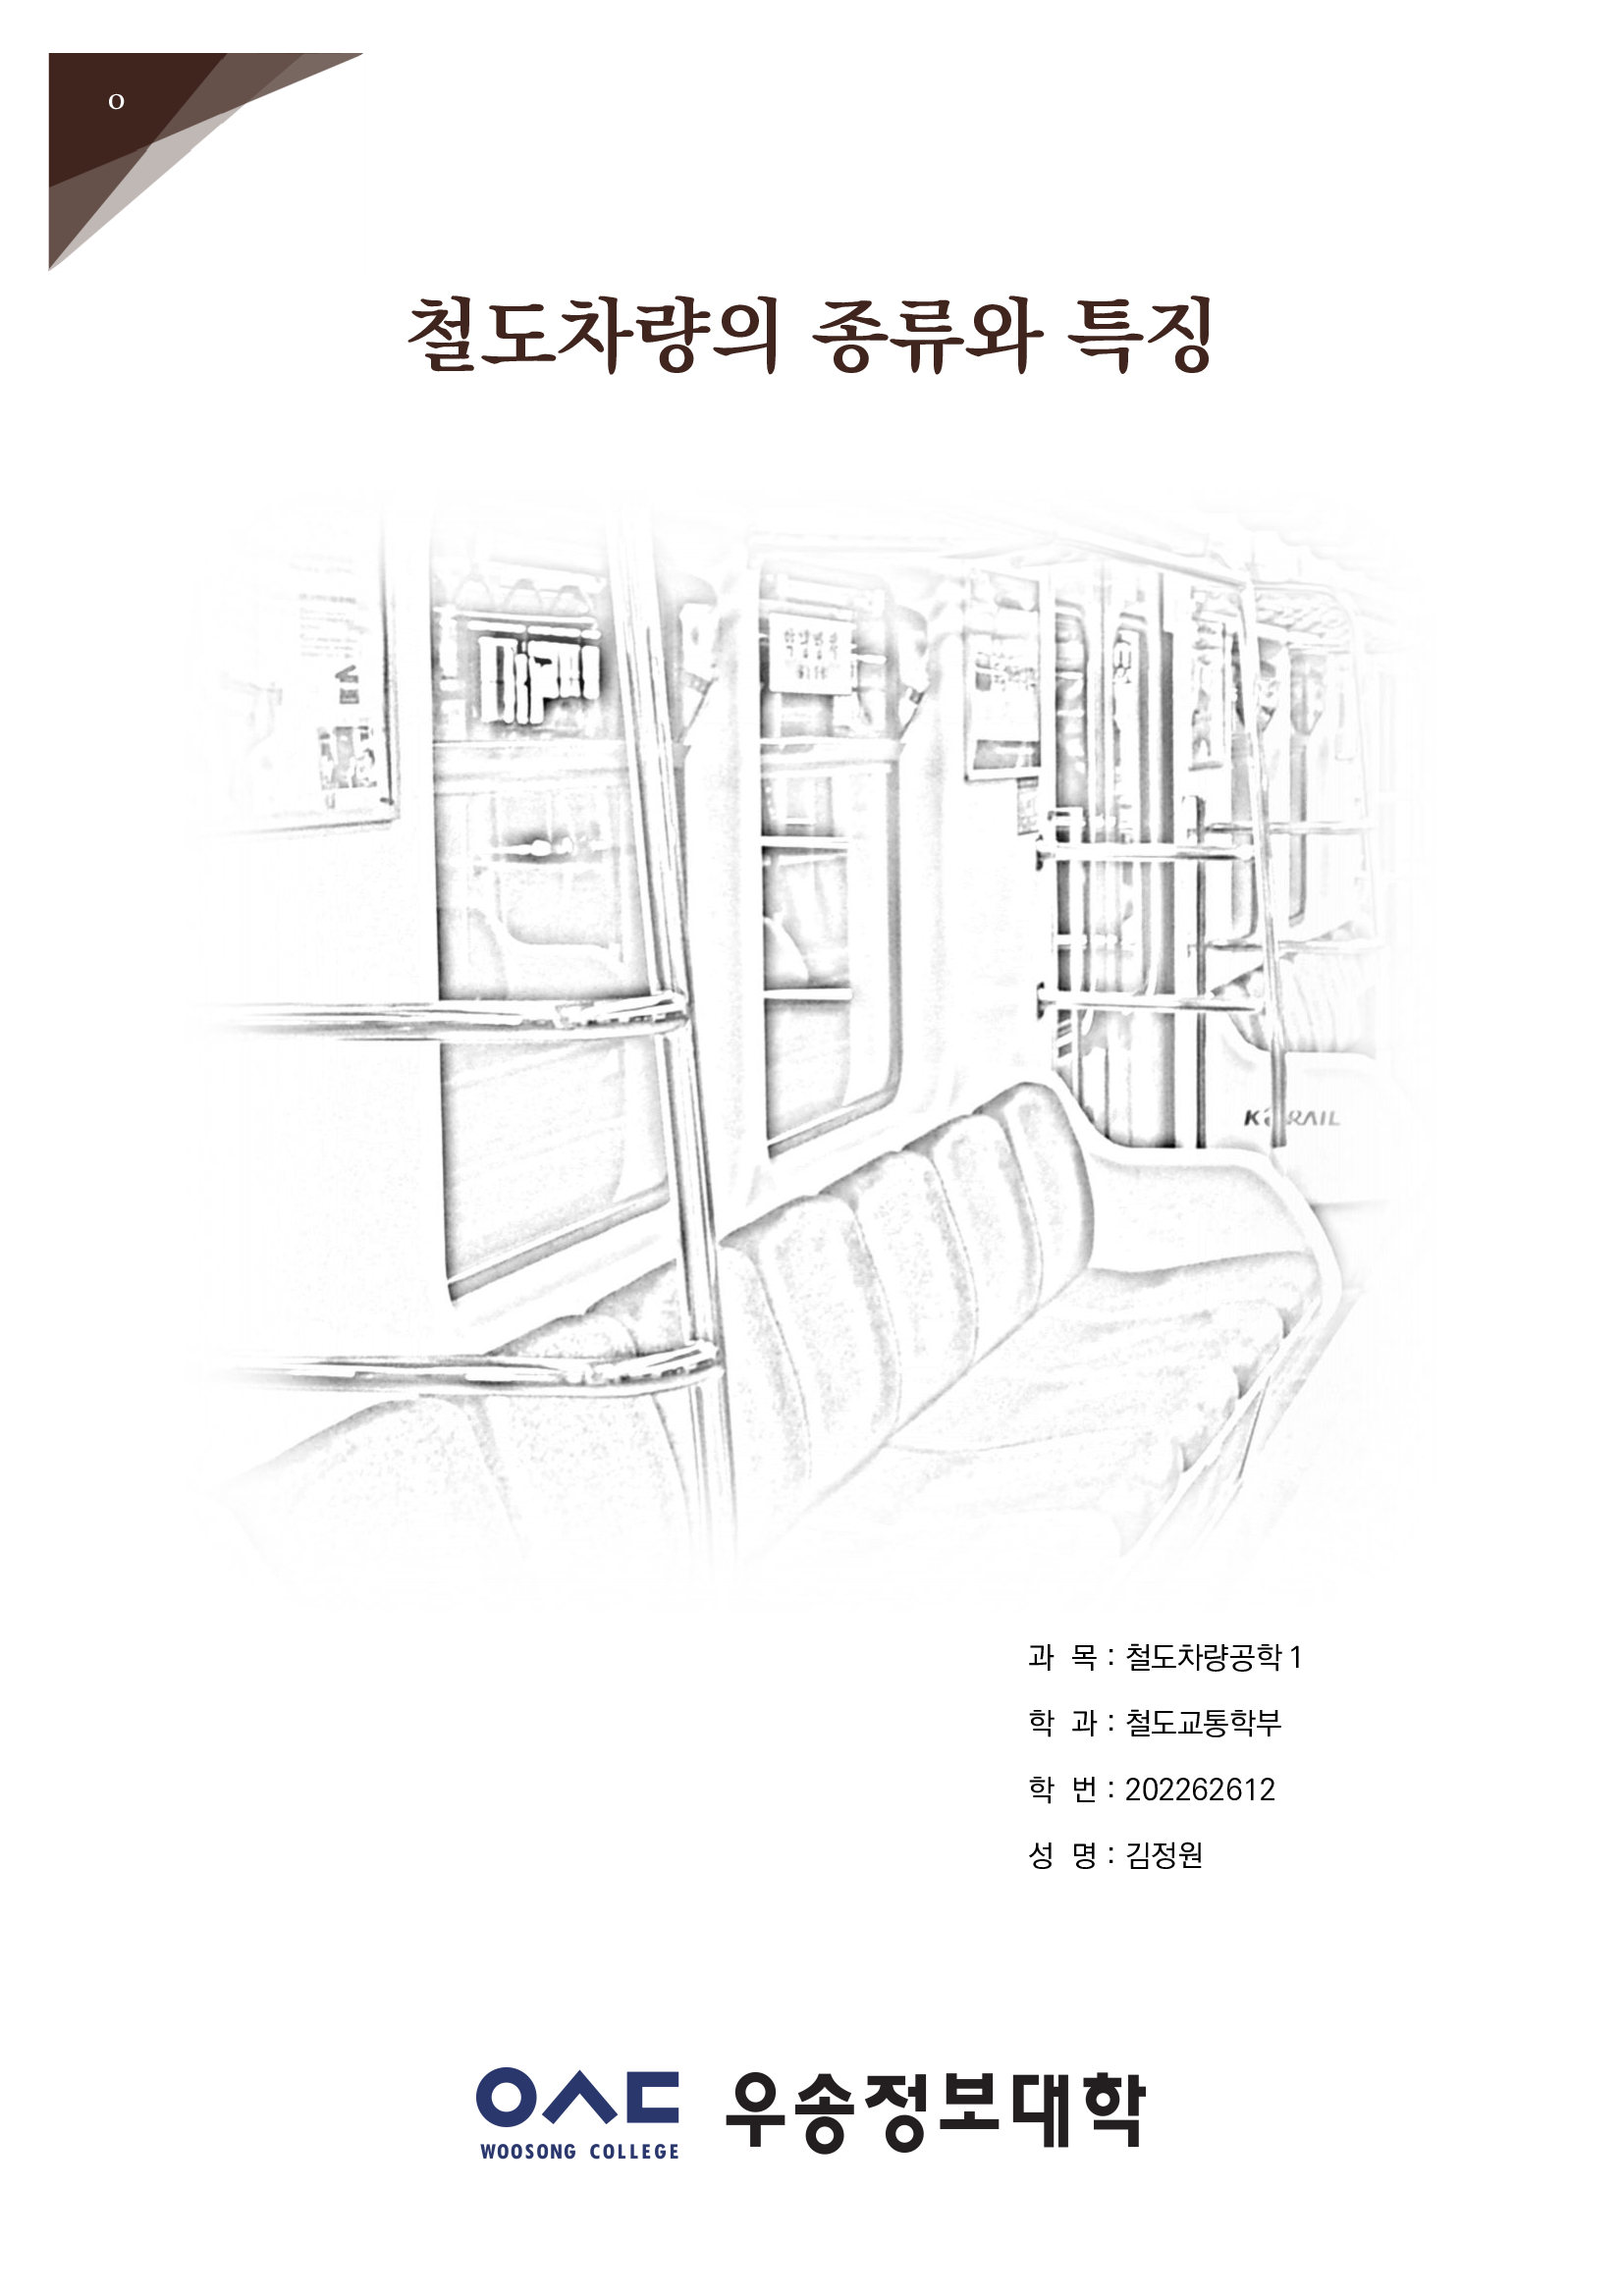 0
철도차량의 종류와 특징
KORAIL
과 목 : 철도차량공학 1
학 과 : 철도교통학부
학 번 : 202262612
성 명 : 김정원
WOOSONG COLLEGE
우송정보대학